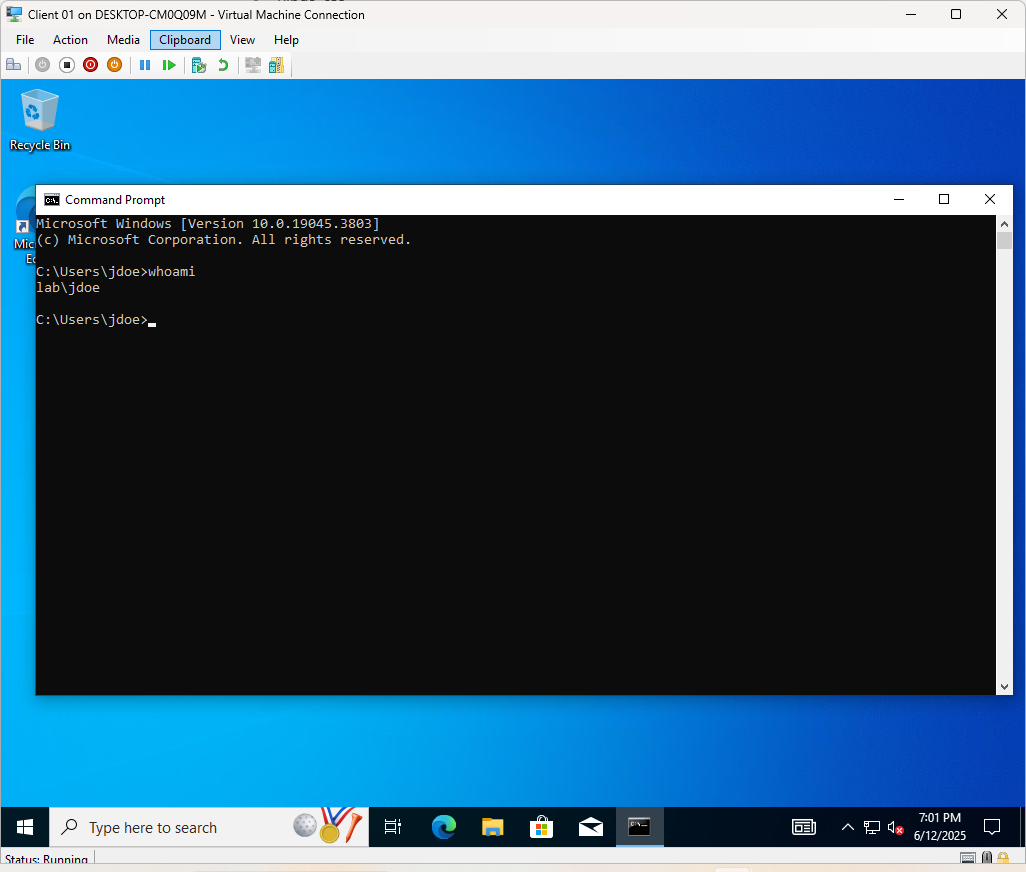 Client 01 on DESKTOP-CM0Q09M - Virtual Machine Connection
File Action Media Clipboard View Help
Recycle Bin
Mic
Ed
Command Prompt
Microsoft Windows [Version 10.0.19045.3803]
(c) Microsoft Corporation. All rights reserved.
C:\Users\jdoe>whoami
lab\jdoe
C:\Users\jdoe>
Type here to search
7:01 PM
6/12/2025
Status: Running